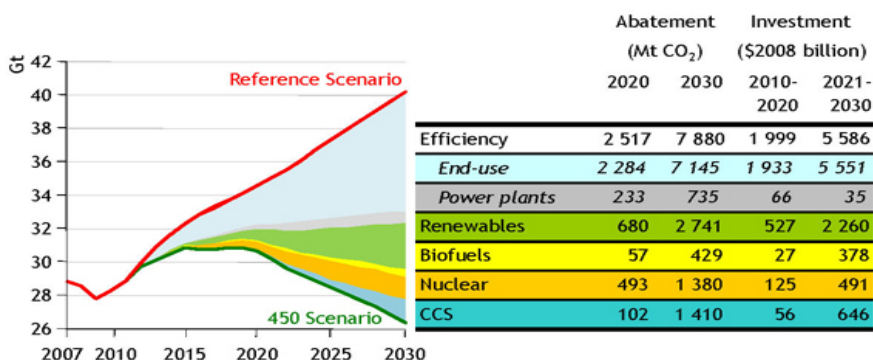 Gt
42
40
38
36
34
32
30
28
26
Reference Scenario
450 Scenario
2007 2010 2015 2020 2025 2030
Abatement Investment
(Mt CO₂) ($2008 billion)
2020 2030 2010- 2021-
2020 2030
Efficiency 2 517 7 880 1 999 5 586
End-use 2 284 7 145 1 933 5 551
Power plants 233 735 66 35
Renewables 680 2 741 527 2 260
Biofuels 57 429 27 378
Nuclear 493 1 380 125 491
CCS 102 1 410 56 646